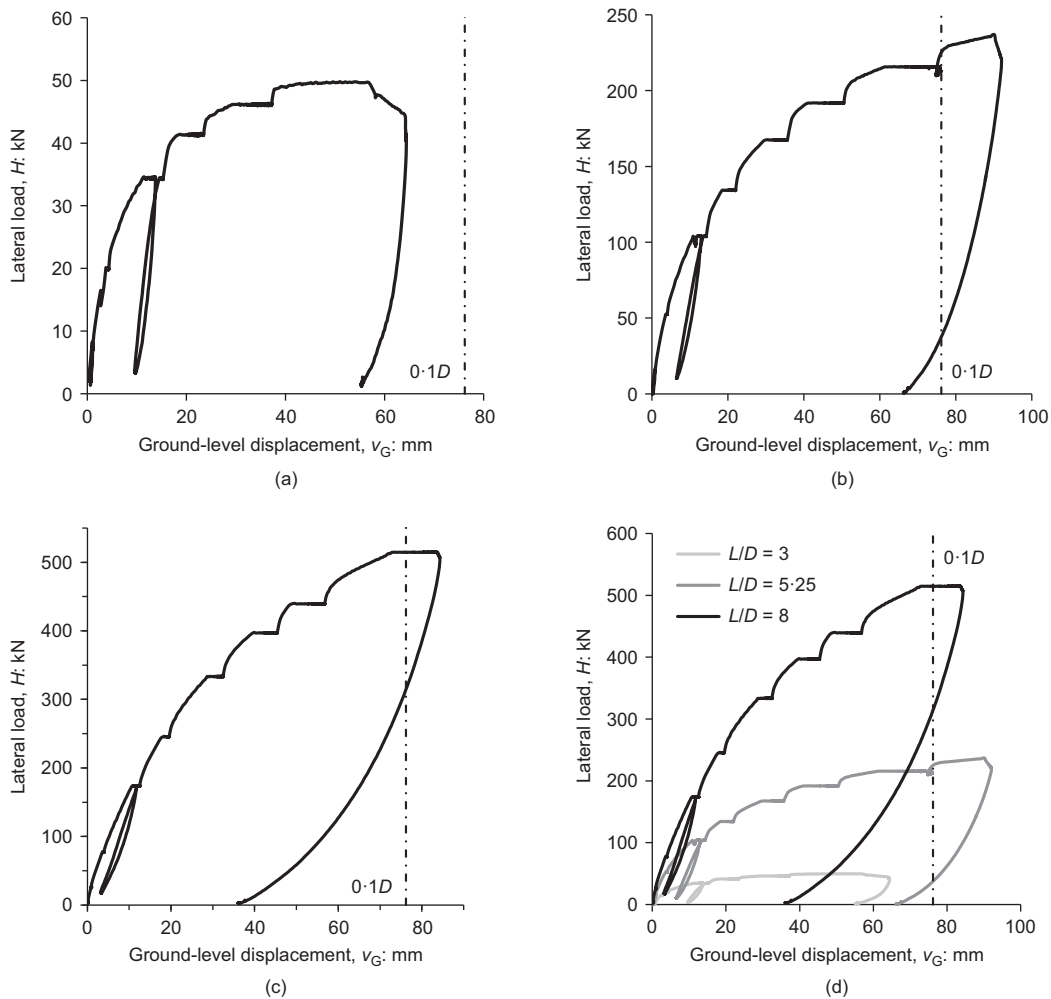 60
50
40
30
20
10
0
Lateral load, H: kN
0
20
40
60
80
0·1D
Ground-level displacement, vG: mm
(a)
250
200
150
100
50
0
Lateral load, H: kN
0
20
40
60
80
100
0·1D
Ground-level displacement, vG: mm
(b)
500
400
300
200
100
0
Lateral load, H: kN
0
20
40
60
80
0·1D
Ground-level displacement, vG: mm
(c)
600
500
400
300
200
100
0
Lateral load, H: kN
0
20
40
60
80
100
L/D = 3
L/D = 5·25
L/D = 8
0·1D
Ground-level displacement, vG: mm
(d)